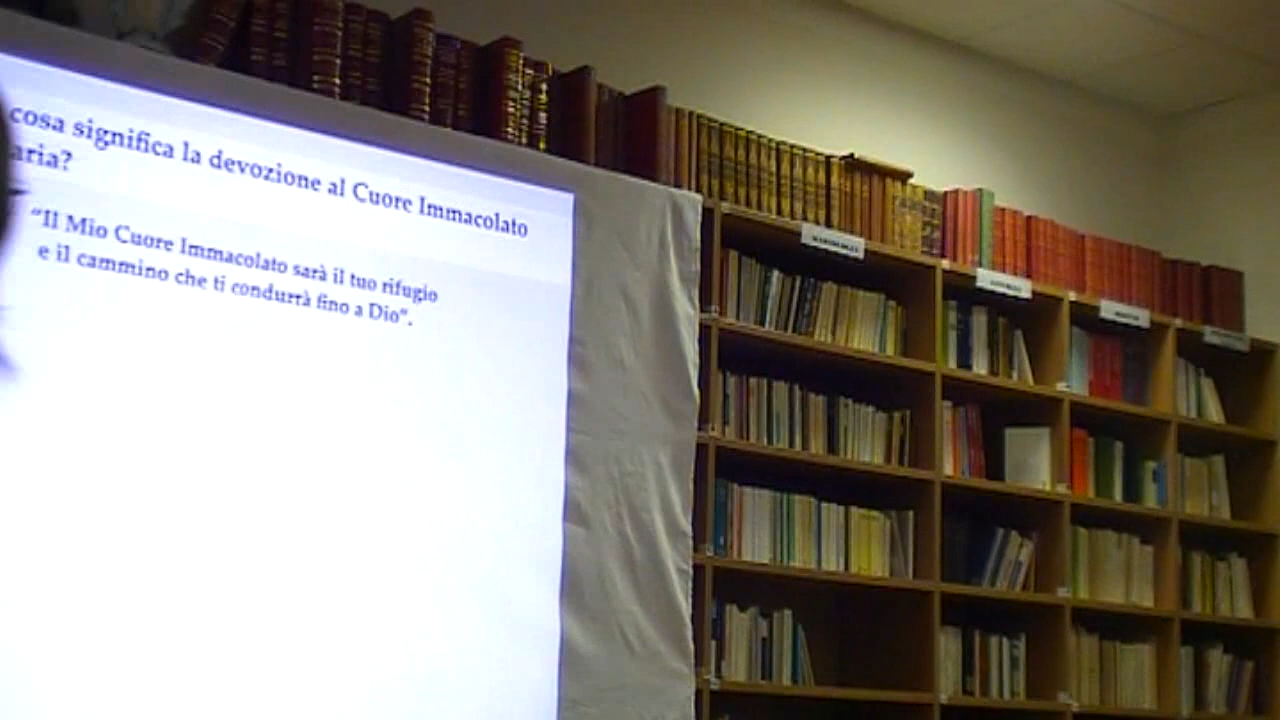 cosa significa la devozione al Cuore Immacolato
aria?
“Il Mio Cuore Immacolato sarà il tuo rifugio
e il cammino che ti condurrà fino a Dio”.